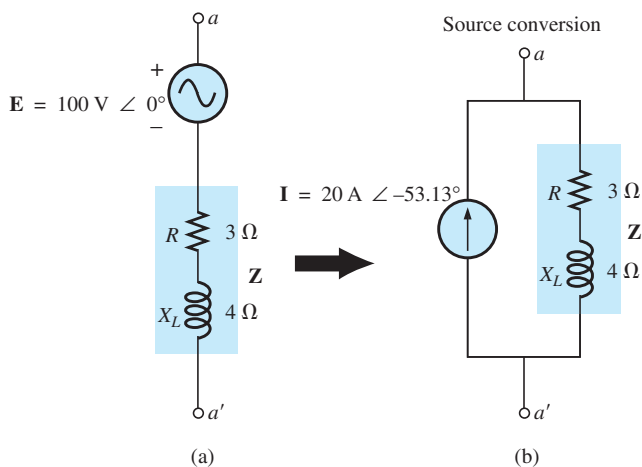 a
+
E = 100 V ∠ 0°
–
R
3 Ω
Z
X_L
4 Ω
a′
(a)
Source conversion
a
I = 20 A ∠ –53.13°
R
3 Ω
Z
X_L
4 Ω
a′
(b)